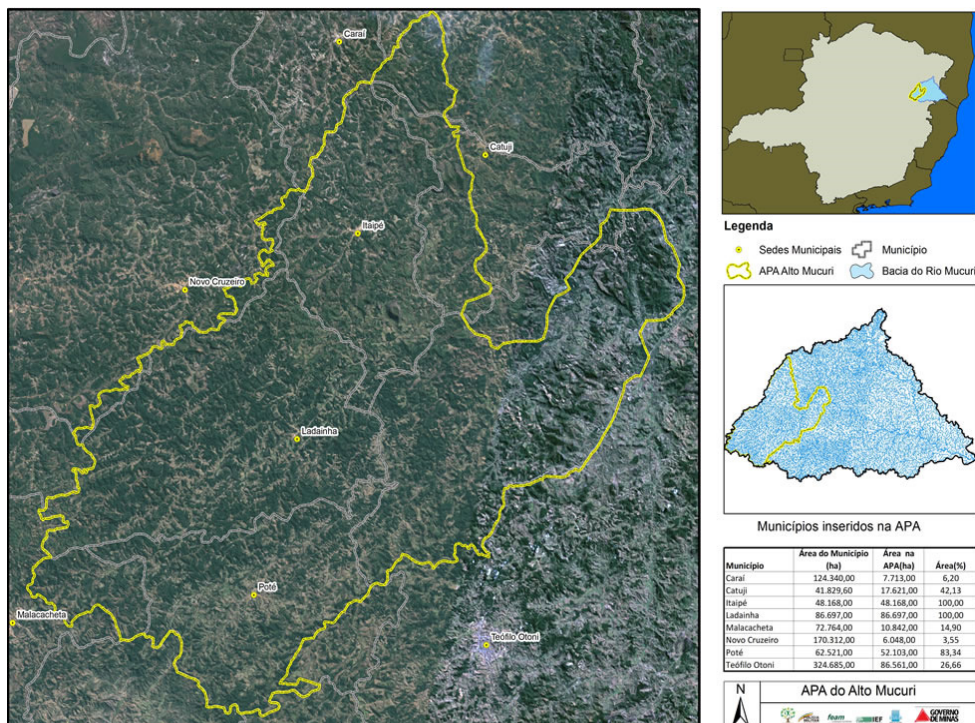 Caraí
Catuji
Itaipé
Novo Cruzeiro
Ladainha
Poté
Malacacheta
Teófilo Otoni
Legenda
Sedes Municipais
Município
APA Alto Mucuri
Bacia do Rio Mucuri
Municípios inseridos na APA
Município Área do Município (ha) Área na APA(ha) Área(%)
Caraí 124.340,00 7.713,00 6,20
Catuji 41.829,60 17.621,00 42,13
Itaipé 48.168,00 48.168,00 100,00
Ladainha 86.697,00 86.697,00 100,00
Malacacheta 72.764,00 10.842,00 14,90
Novo Cruzeiro 170.312,00 6.048,00 3,55
Poté 62.521,00 52.103,00 83,34
Teófilo Otoni 324.685,00 86.561,00 26,66
N
APA do Alto Mucuri
feam
IEF
GOVERNO
DE MINAS